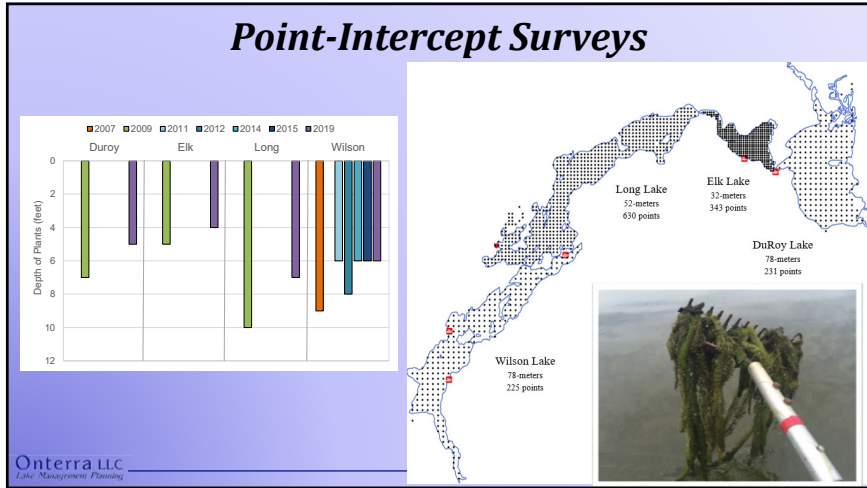 Point-Intercept Surveys
2007 2009 2011 2012 2014 2015 2019
Duroy Elk Long Wilson
Depth of Plants (feet)
0
2
4
6
8
10
12
Long Lake
52-meters
630 points
Elk Lake
32-meters
343 points
DuRoy Lake
78-meters
231 points
Wilson Lake
78-meters
225 points
Onterra LLC
Lake Management Planning